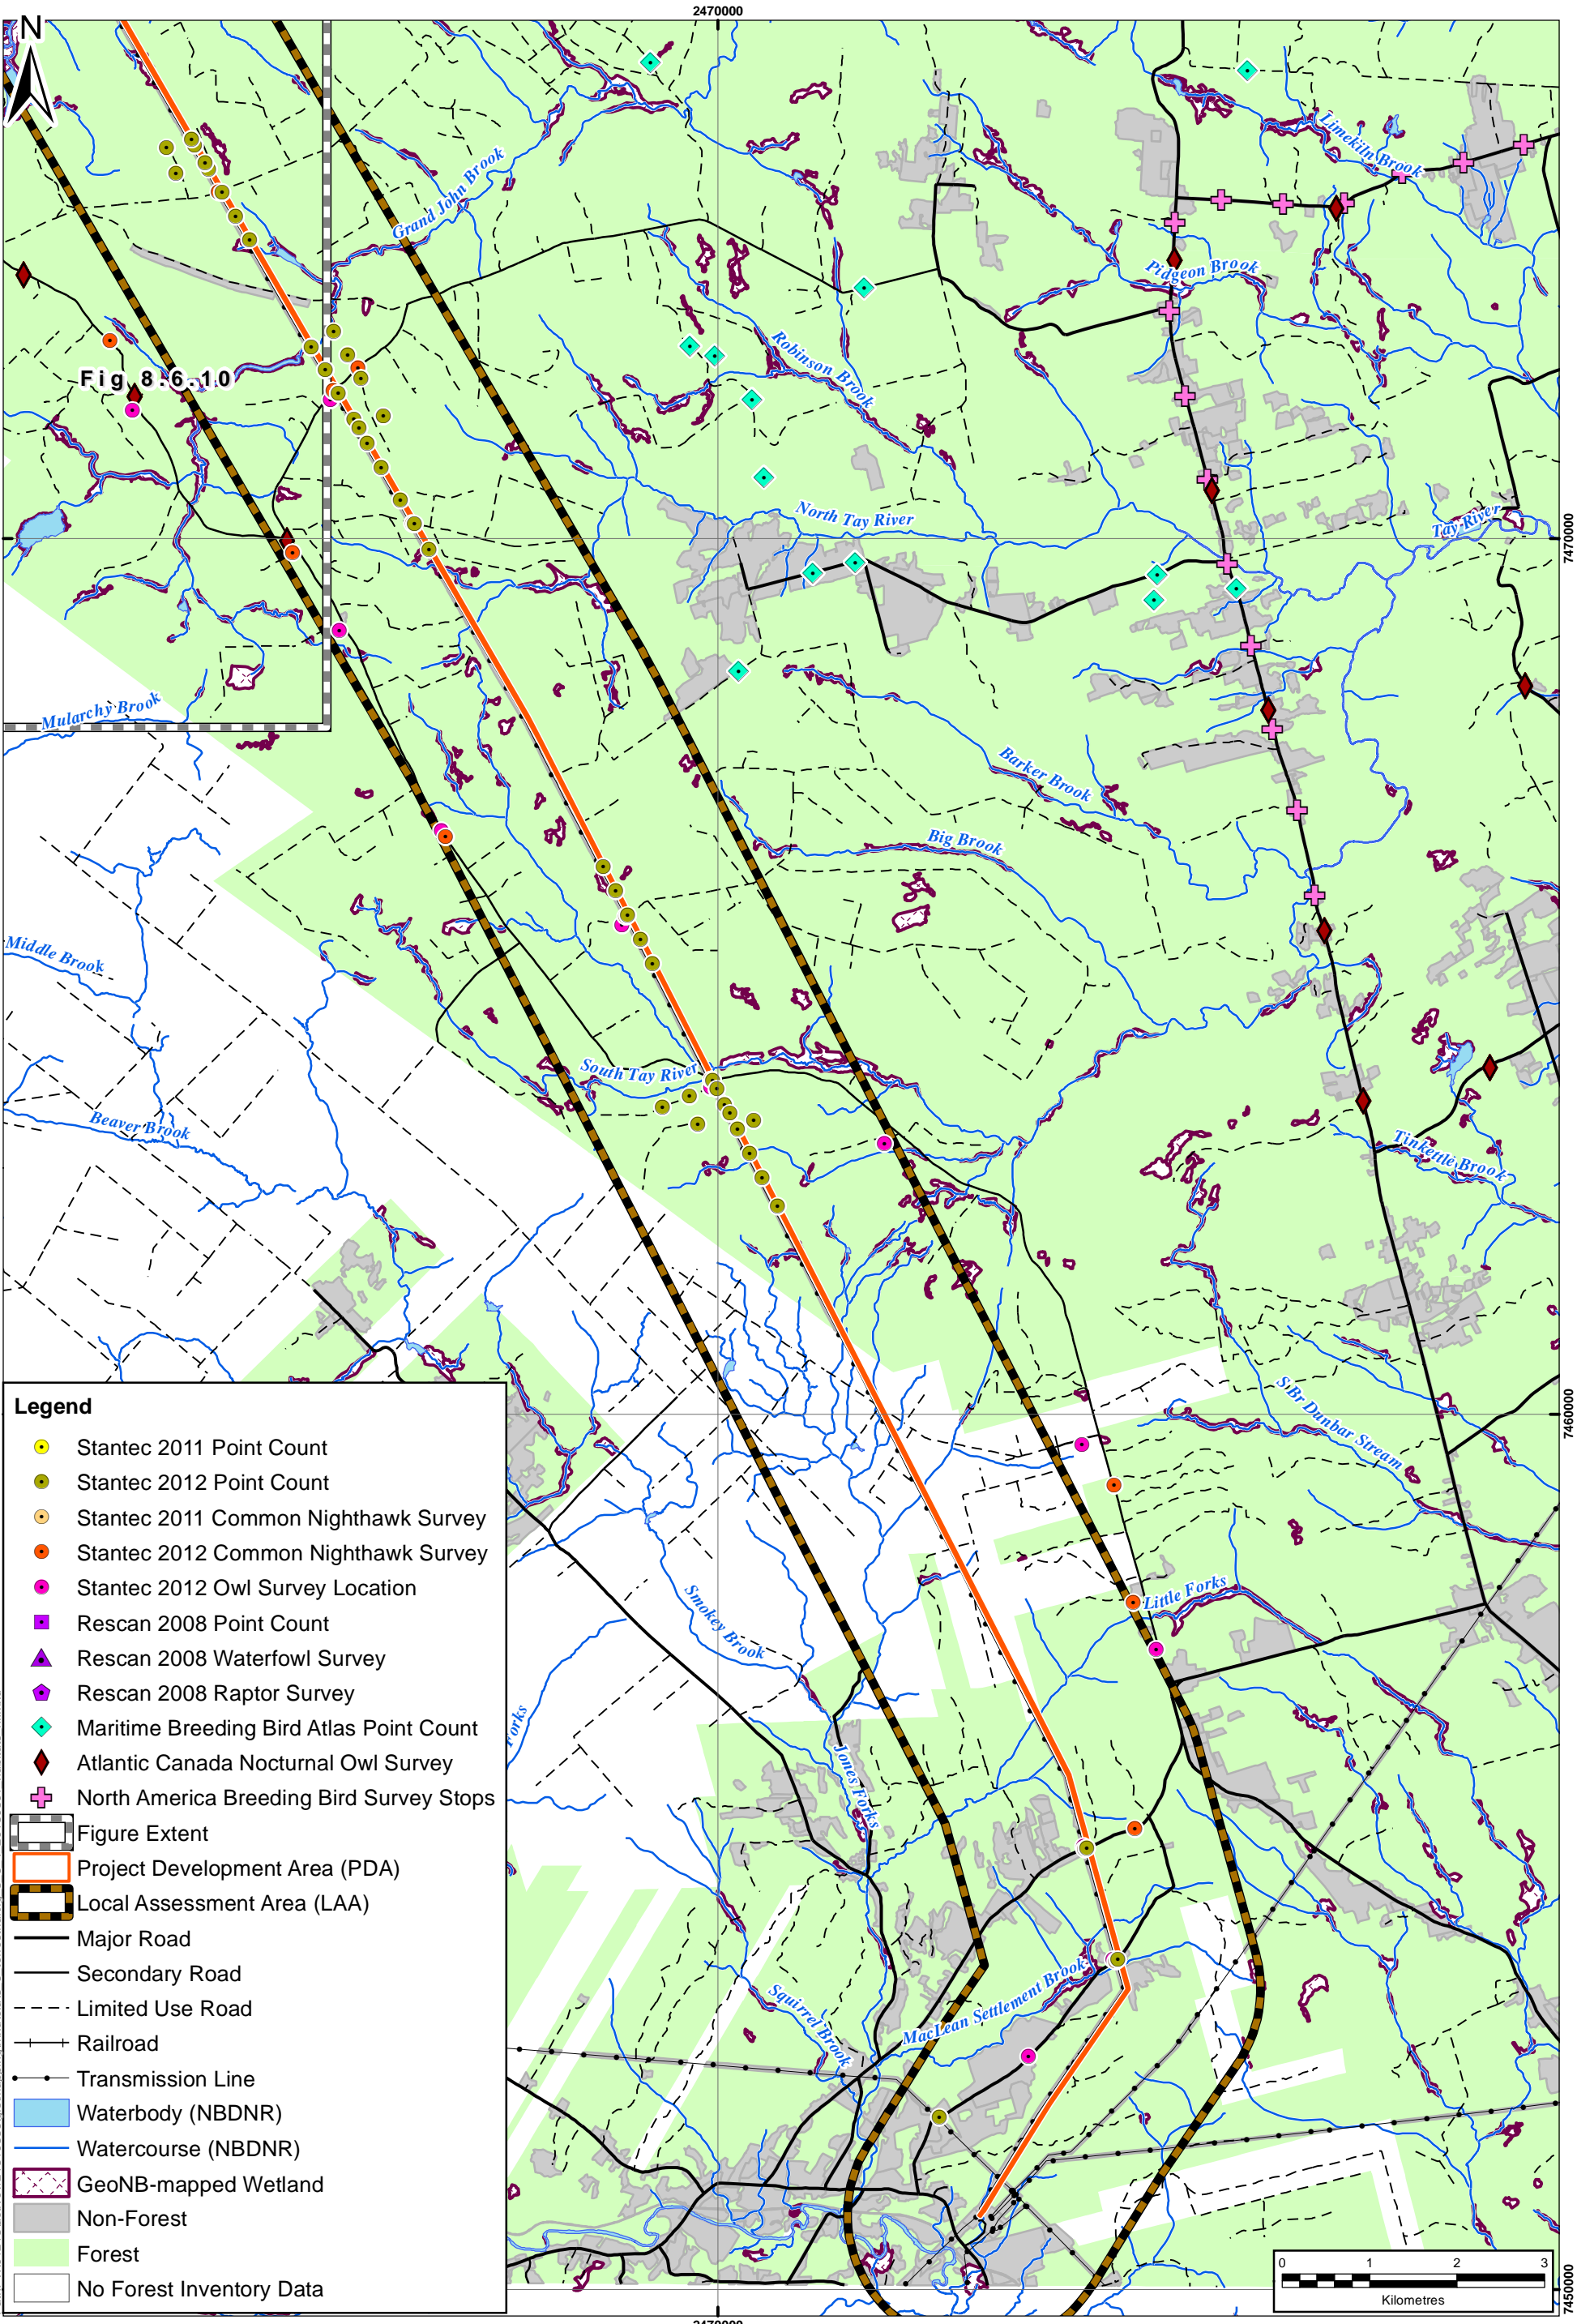 2470000
N
Limekiln Brook
Grand John Brook
Pidgeon Brook
Robinson Brook
Fig 8.6.10
North Tay River
Tay River
7470000
Mularchy Brook
Barker Brook
Big Brook
Middle Brook
South Tay River
Beaver Brook
Tinkettle Brook
S Br Dunbar Stream
7460000
Little Forks
Smokey Brook
Forks
Jones Forks
MacLean Settlement Brook
Squirrel Brook
Legend
Stantec 2011 Point Count
Stantec 2012 Point Count
Stantec 2011 Common Nighthawk Survey
Stantec 2012 Common Nighthawk Survey
Stantec 2012 Owl Survey Location
Rescan 2008 Point Count
Rescan 2008 Waterfowl Survey
Rescan 2008 Raptor Survey
Maritime Breeding Bird Atlas Point Count
Atlantic Canada Nocturnal Owl Survey
North America Breeding Bird Survey Stops
Figure Extent
Project Development Area (PDA)
Local Assessment Area (LAA)
Major Road
Secondary Road
Limited Use Road
Railroad
Transmission Line
Waterbody (NBDNR)
Watercourse (NBDNR)
GeoNB-mapped Wetland
Non-Forest
Forest
No Forest Inventory Data
0 1 2 3
Kilometres
7450000
2470000